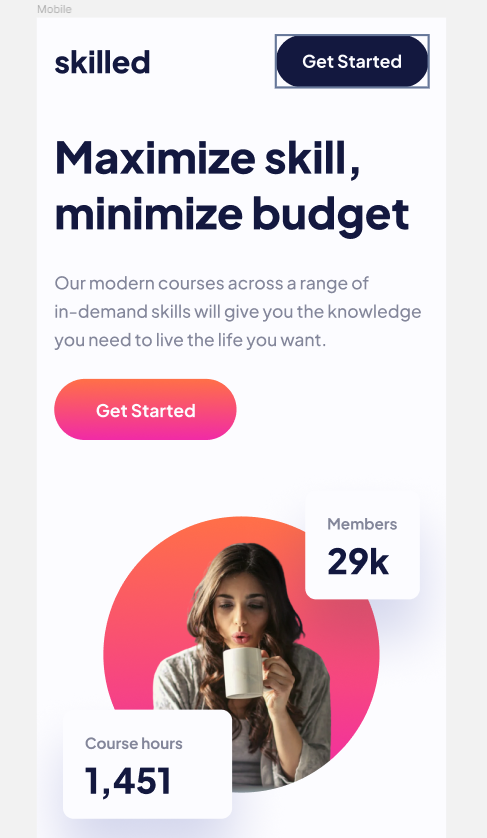 Mobile
skilled
Get Started
Maximize skill,
minimize budget
Our modern courses across a range of
in-demand skills will give you the knowledge
you need to live the life you want.
Get Started
Members
29k
Course hours
1,451